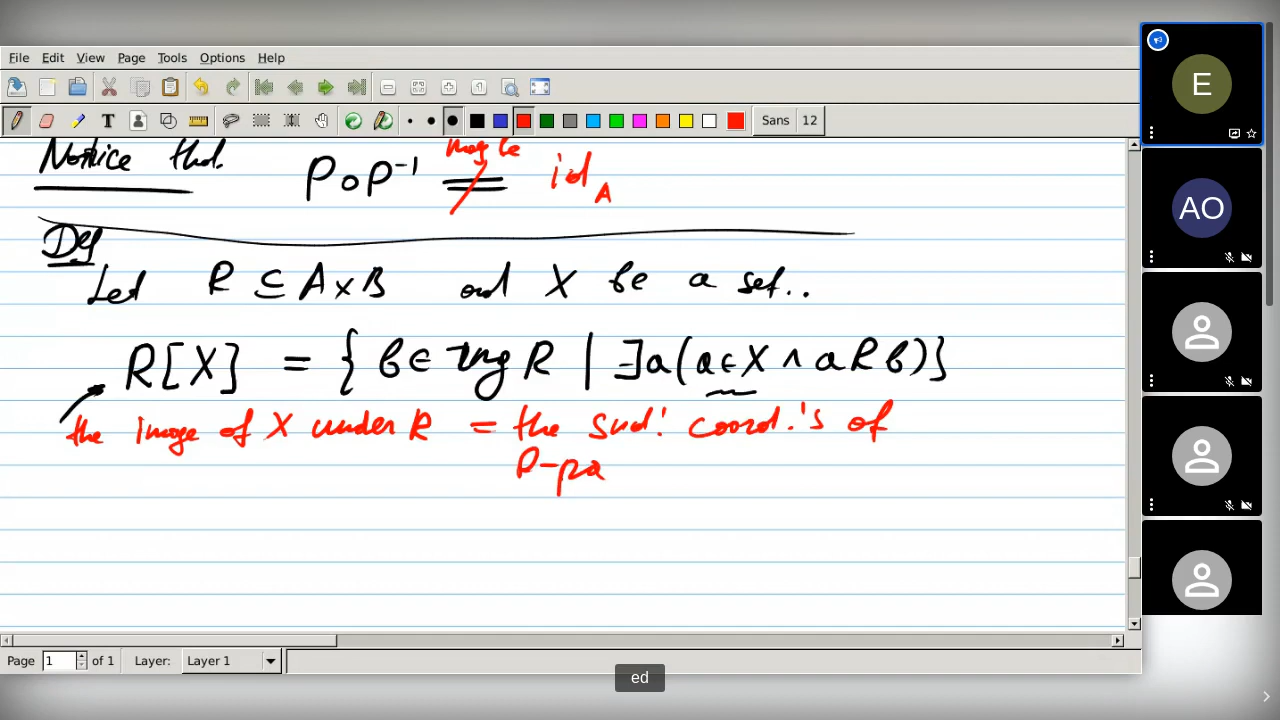 File Edit View Page Tools Options Help
Sans 12
Notice that P∘P⁻¹ ≠ id_A
may be
Def
Let R ⊆ A×B and X be a set..
R[X] = { b ∈ rng R | ∃a(a∈X ∧ aRb)}
the image of X under R = the coord.'s of
R-pa
Page 1 of 1 Layer: Layer 1
ed
E
AO